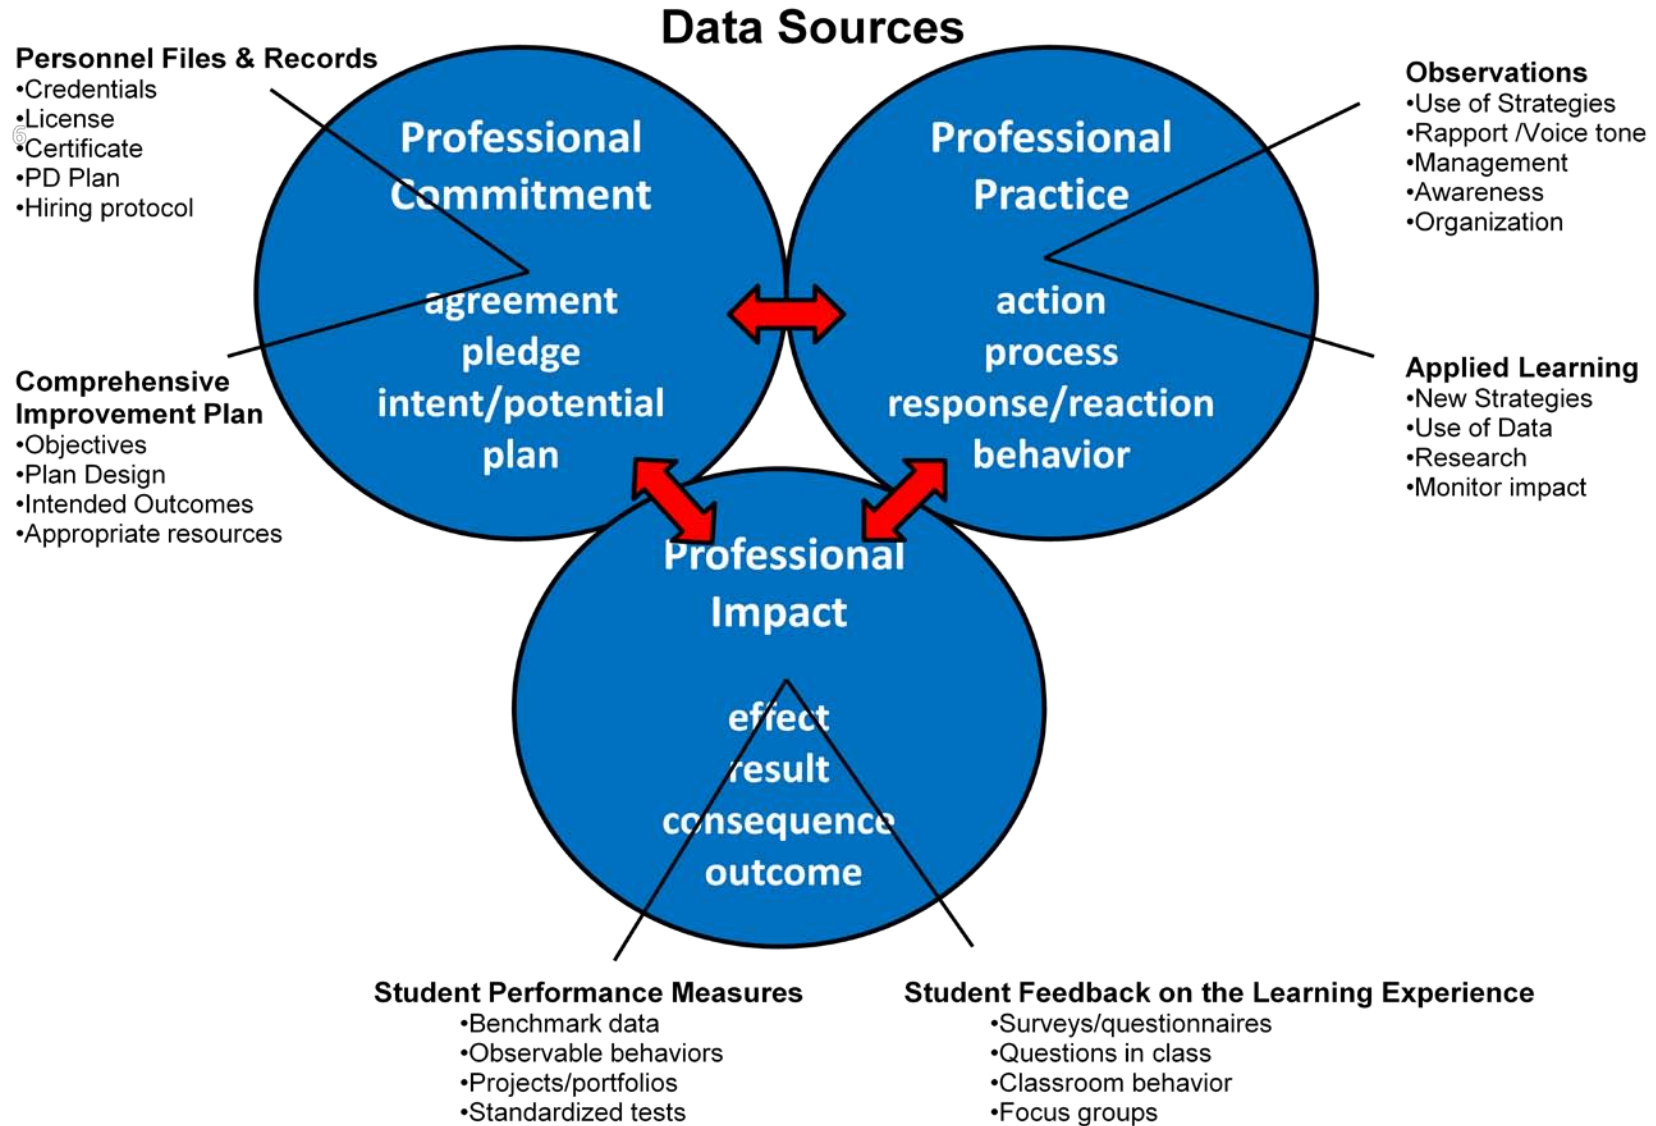 Data Sources
Personnel Files & Records
•Credentials
•License
6
•Certificate
•PD Plan
•Hiring protocol
Comprehensive
Improvement Plan
•Objectives
•Plan Design
•Intended Outcomes
•Appropriate resources
Professional
Commitment
agreement
pledge
intent/potential
plan
Professional
Practice
action
process
response/reaction
behavior
Observations
•Use of Strategies
•Rapport /Voice tone
•Management
•Awareness
•Organization
Applied Learning
•New Strategies
•Use of Data
•Research
•Monitor impact
Professional
Impact
effect
result
consequence
outcome
Student Performance Measures
•Benchmark data
•Observable behaviors
•Projects/portfolios
•Standardized tests
Student Feedback on the Learning Experience
•Surveys/questionnaires
•Questions in class
•Classroom behavior
•Focus groups